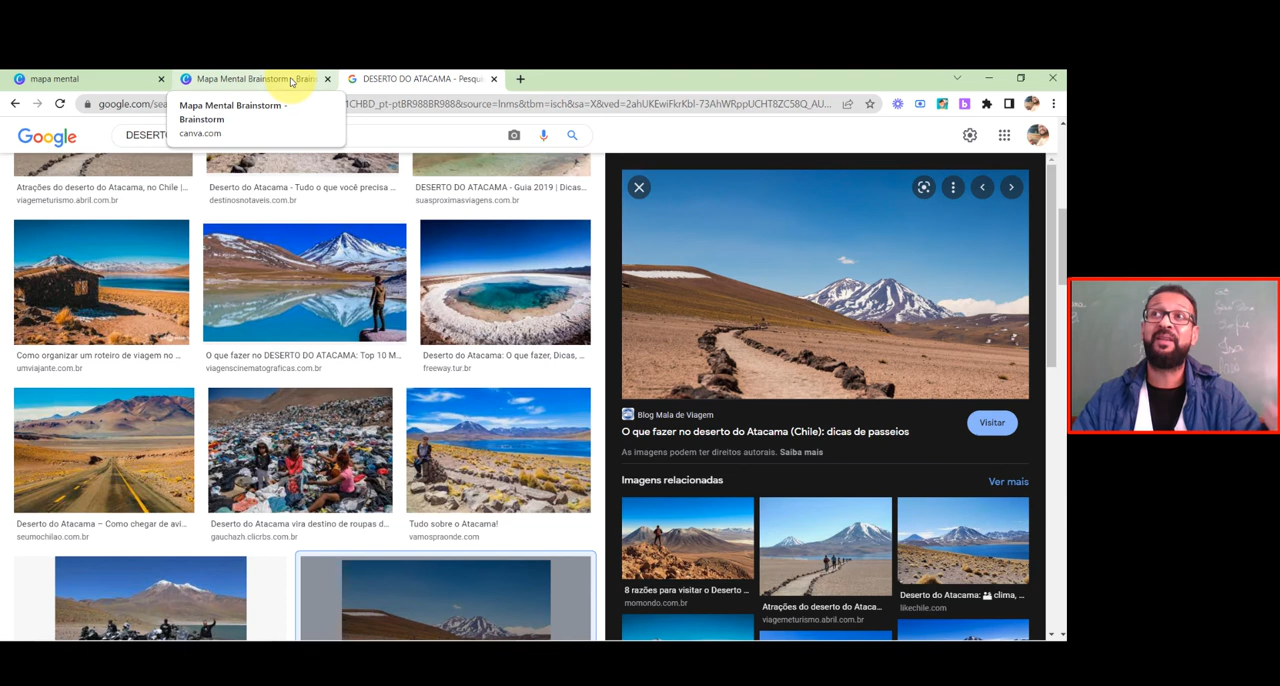 mapa mental
Mapa Mental Brainstorm - Brain
DESERTO DO ATACAMA - Pesqu
google.com/sea
1CHBD_pt-ptBR988BR988&source=lnms&tbm=isch&sa=X&ved=2ahUKEwiFkrKbl-73AhWRppUCHT8ZC58Q_AU...
Mapa Mental Brainstorm -
Brainstorm
canva.com
Google
DESERTO
Atrações do deserto do Atacama, no Chile |...
viagemeturismo.abril.com.br
Deserto do Atacama - Tudo o que você precisa ...
destinosnotaveis.com.br
DESERTO DO ATACAMA - Guia 2019 | Dicas...
suasproximasviagens.com.br
Como organizar um roteiro de viagem no ...
umviajante.com.br
O que fazer no DESERTO DO ATACAMA: Top 10 M...
viagenscinematograficas.com.br
Deserto do Atacama: O que fazer, Dicas, ...
freeway.tur.br
Deserto do Atacama – Como chegar de avi...
seumochilao.com.br
Deserto do Atacama vira destino de roupas d...
gauchazh.clicrbs.com.br
Tudo sobre o Atacama!
vamospraonde.com
Blog Mala de Viagem
O que fazer no deserto do Atacama (Chile): dicas de passeios
Visitar
As imagens podem ter direitos autorais. Saiba mais
Imagens relacionadas
Ver mais
8 razões para visitar o Deserto ...
momondo.com.br
Atrações do deserto do Ataca...
viagemeturismo.abril.com.br
Deserto do Atacama: clima, ...
likechile.com